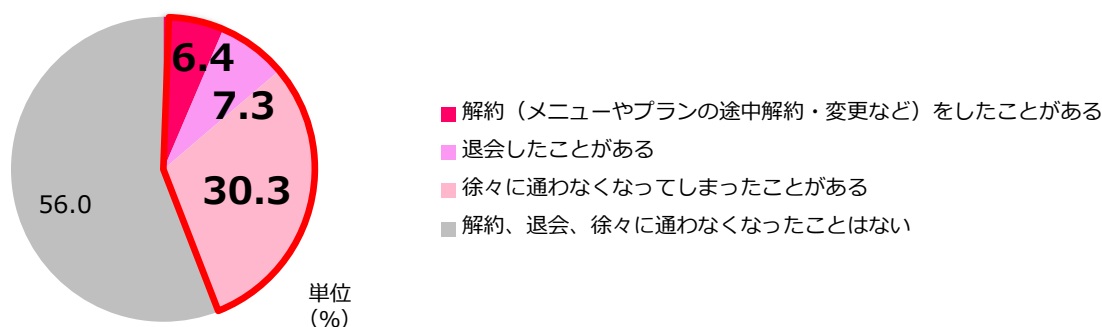 6.4
7.3
30.3
56.0
単位
(%)
解約（メニューやプランの途中解約・変更など）をしたことがある
退会したことがある
徐々に通わなくなってしまったことがある
解約、退会、徐々に通わなくなったことはない